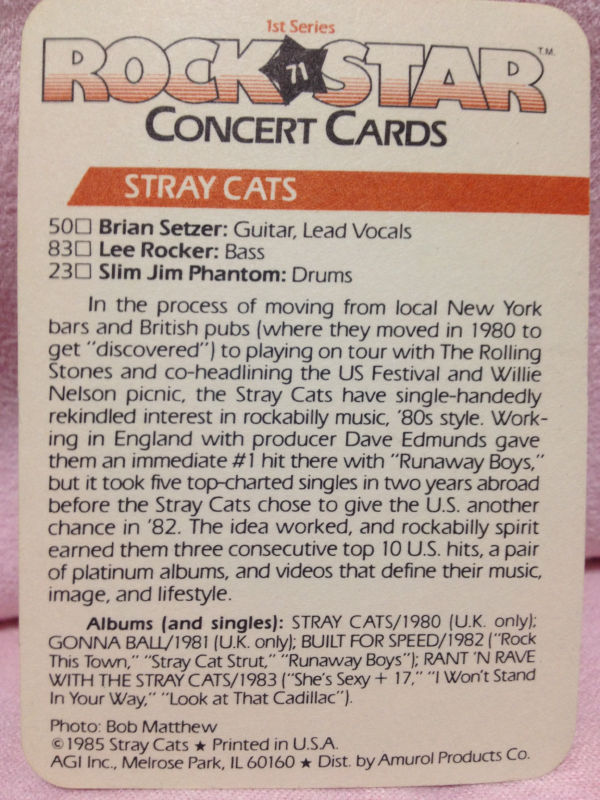 1st Series
ROCK 71 STAR T.M.
CONCERT CARDS
STRAY CATS
50☐ Brian Setzer: Guitar, Lead Vocals
83☐ Lee Rocker: Bass
23☐ Slim Jim Phantom: Drums
In the process of moving from local New York
bars and British pubs (where they moved in 1980 to
get "discovered") to playing on tour with The Rolling
Stones and co-headlining the US Festival and Willie
Nelson picnic, the Stray Cats have single-handedly
rekindled interest in rockabilly music, '80s style. Work-
ing in England with producer Dave Edmunds gave
them an immediate #1 hit there with "Runaway Boys,"
but it took five top-charted singles in two years abroad
before the Stray Cats chose to give the U.S. another
chance in '82. The idea worked, and rockabilly spirit
earned them three consecutive top 10 U.S. hits, a pair
of platinum albums, and videos that define their music,
image, and lifestyle.
Albums (and singles): STRAY CATS/1980 (U.K. only);
GONNA BALL/1981 (U.K. only); BUILT FOR SPEED/1982 ("Rock
This Town," "Stray Cat Strut," "Runaway Boys"); RANT 'N RAVE
WITH THE STRAY CATS/1983 ("She's Sexy + 17," "I Won't Stand
In Your Way," "Look at That Cadillac").
Photo: Bob Matthew
©1985 Stray Cats ★ Printed in U.S.A.
AGI Inc., Melrose Park, IL 60160 ★ Dist. by Amurol Products Co.